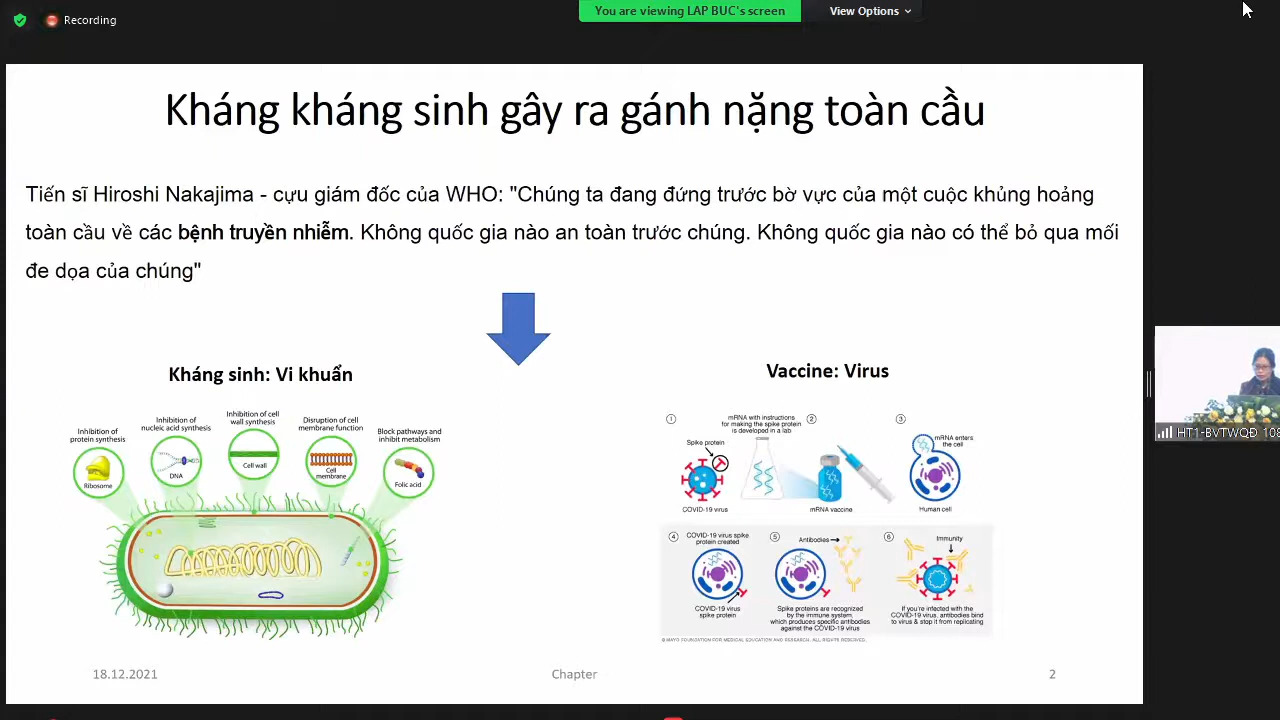 Recording
You are viewing LAP BUC's screen
View Options
Kháng kháng sinh gây ra gánh nặng toàn cầu
Tiến sĩ Hiroshi Nakajima - cựu giám đốc của WHO: "Chúng ta đang đứng trước bờ vực của một cuộc khủng hoảng
toàn cầu về các bệnh truyền nhiễm. Không quốc gia nào an toàn trước chúng. Không quốc gia nào có thể bỏ qua mối
đe dọa của chúng"
Kháng sinh: Vi khuẩn
Inhibition of
protein synthesis
Ribosome
Inhibition of
nucleic acid synthesis
DNA
Inhibition of cell
wall synthesis
Cell wall
Disruption of cell
membrane function
Cell
membrane
Block pathways and
inhibit metabolism
Folic acid
Vaccine: Virus
1
Spike protein
COVID-19 virus
mRNA with instructions
for making the spike protein
is developed in a lab
2
mRNA vaccine
3
mRNA enters
the cell
Human cell
4
COVID-19 virus spike
protein created
COVID-19 virus
spike protein
5
Antibodies
Spike proteins are recognized
by the immune system,
which produces specific antibodies
against the COVID-19 virus
6
Immunity
If you're infected with the
COVID-19 virus, antibodies bind
to virus & stop it from replicating
© MAYO FOUNDATION FOR MEDICAL EDUCATION AND RESEARCH. ALL RIGHTS RESERVED.
18.12.2021
Chapter
2
HT1-BVTWQĐ 108